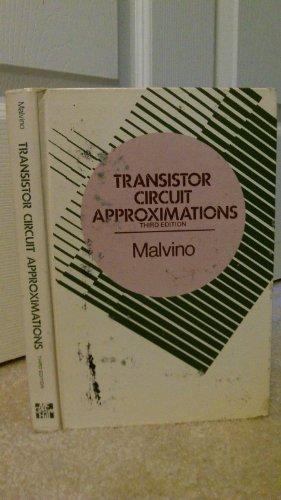 Malvino
TRANSISTOR CIRCUIT APPROXIMATIONS
THIRD EDITION
TRANSISTOR
CIRCUIT
APPROXIMATIONS
THIRD EDITION
Malvino